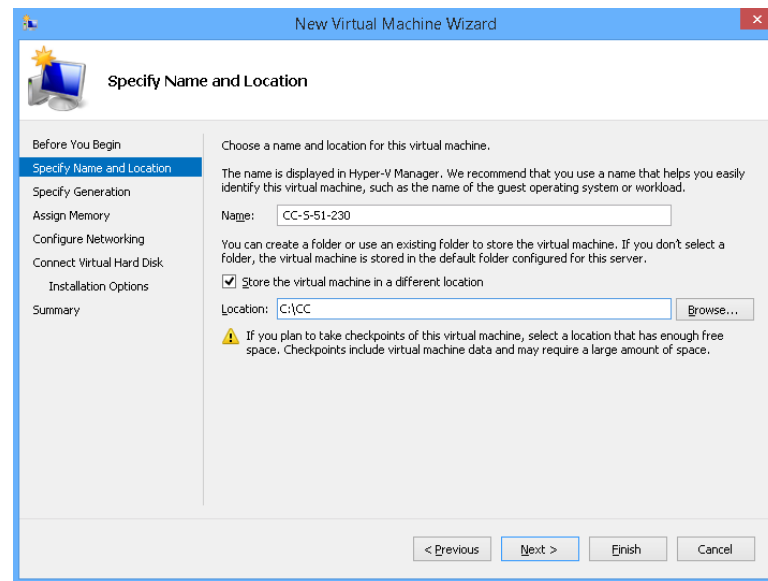 New Virtual Machine Wizard
Specify Name and Location
Before You Begin
Specify Name and Location
Specify Generation
Assign Memory
Configure Networking
Connect Virtual Hard Disk
Installation Options
Summary
Choose a name and location for this virtual machine.
The name is displayed in Hyper-V Manager. We recommend that you use a name that helps you easily
identify this virtual machine, such as the name of the guest operating system or workload.
Name: CC-S-51-230
You can create a folder or use an existing folder to store the virtual machine. If you don't select a
folder, the virtual machine is stored in the default folder configured for this server.
Store the virtual machine in a different location
Location: C:\CC Browse...
If you plan to take checkpoints of this virtual machine, select a location that has enough free
space. Checkpoints include virtual machine data and may require a large amount of space.
< Previous Next > Finish Cancel